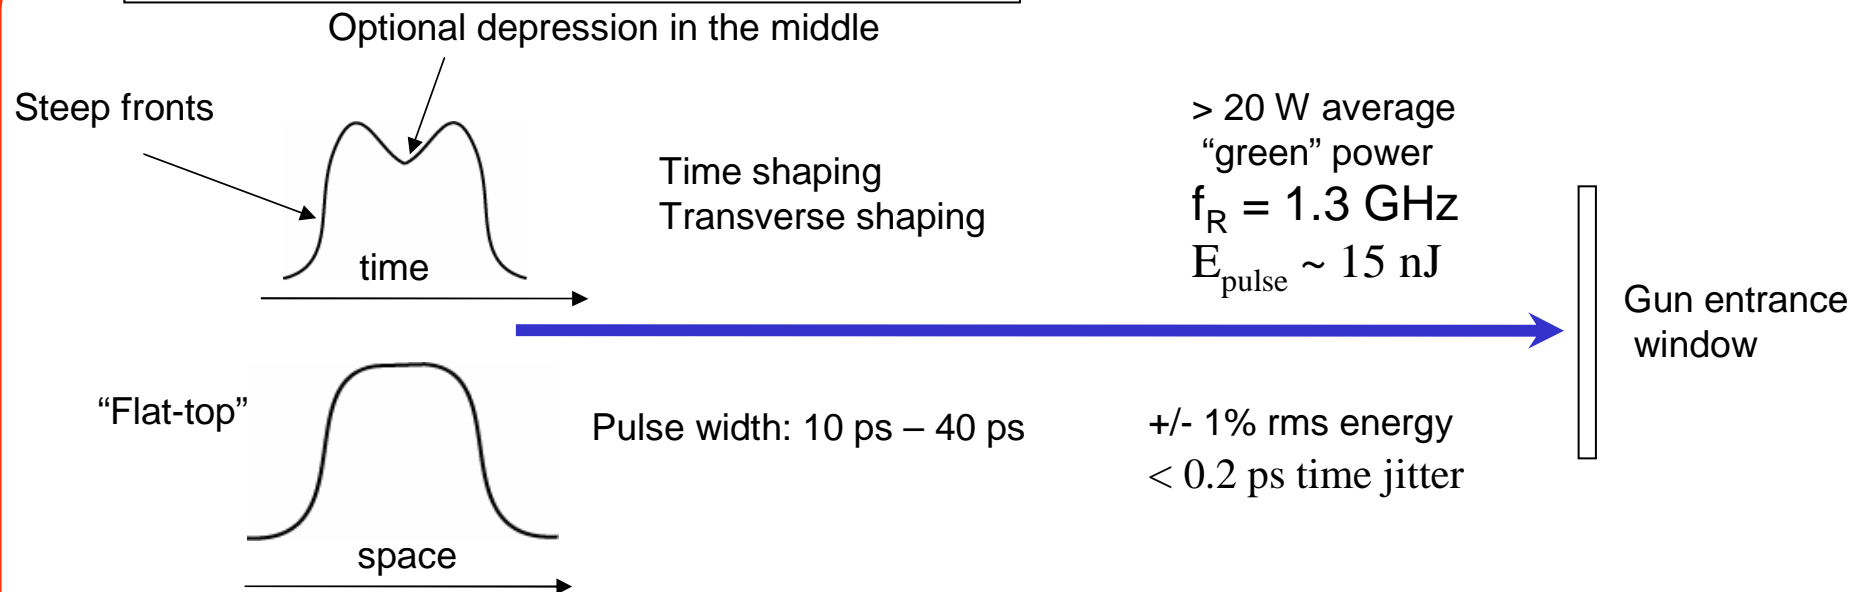 Optional depression in the middle
Steep fronts
time
Time shaping
Transverse shaping
> 20 W average
“green” power
f_R = 1.3 GHz
E_pulse ~ 15 nJ
Gun entrance
window
“Flat-top”
space
Pulse width: 10 ps – 40 ps
+/- 1% rms energy
< 0.2 ps time jitter